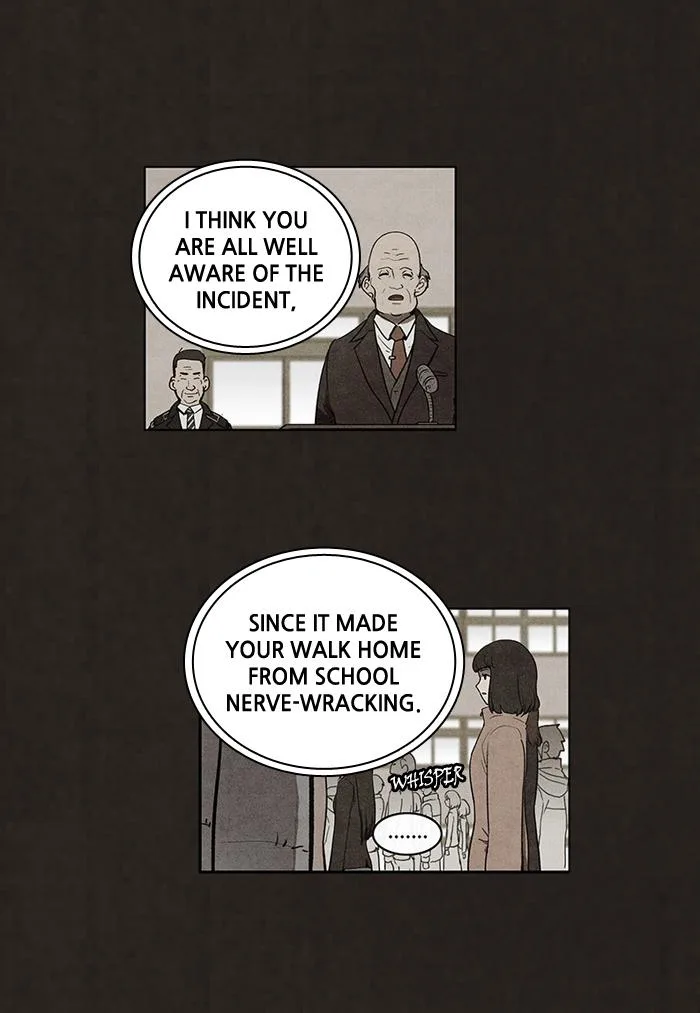 I THINK YOU
ARE ALL WELL
AWARE OF THE
INCIDENT,
SINCE IT MADE
YOUR WALK HOME
FROM SCHOOL
NERVE-WRACKING.
WHISPER
.......